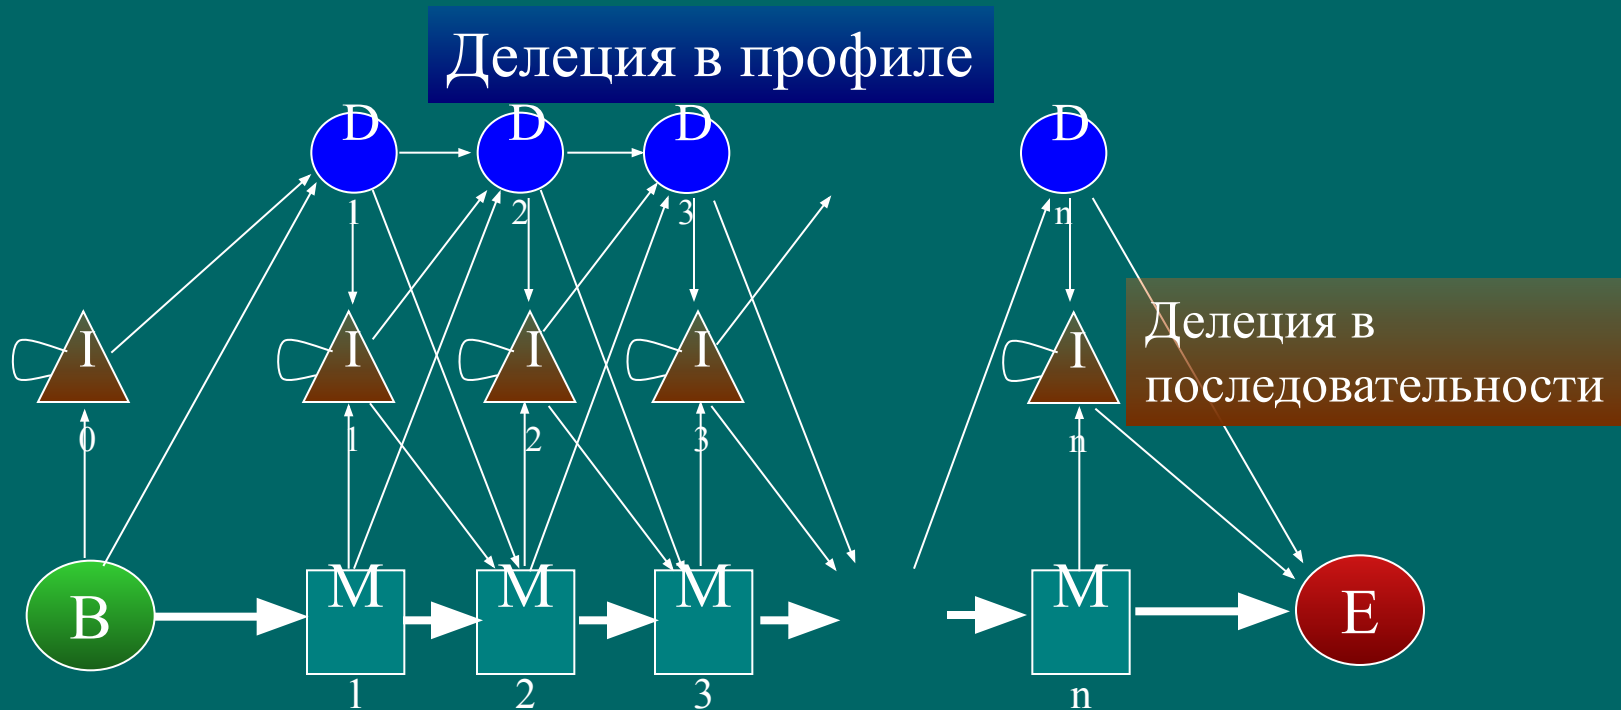 Делеция в профиле
D D D D
1 2 3 n
I I I I I
Делеция в
последовательности
0 1 2 3 n
B M M M M E
1 2 3 n